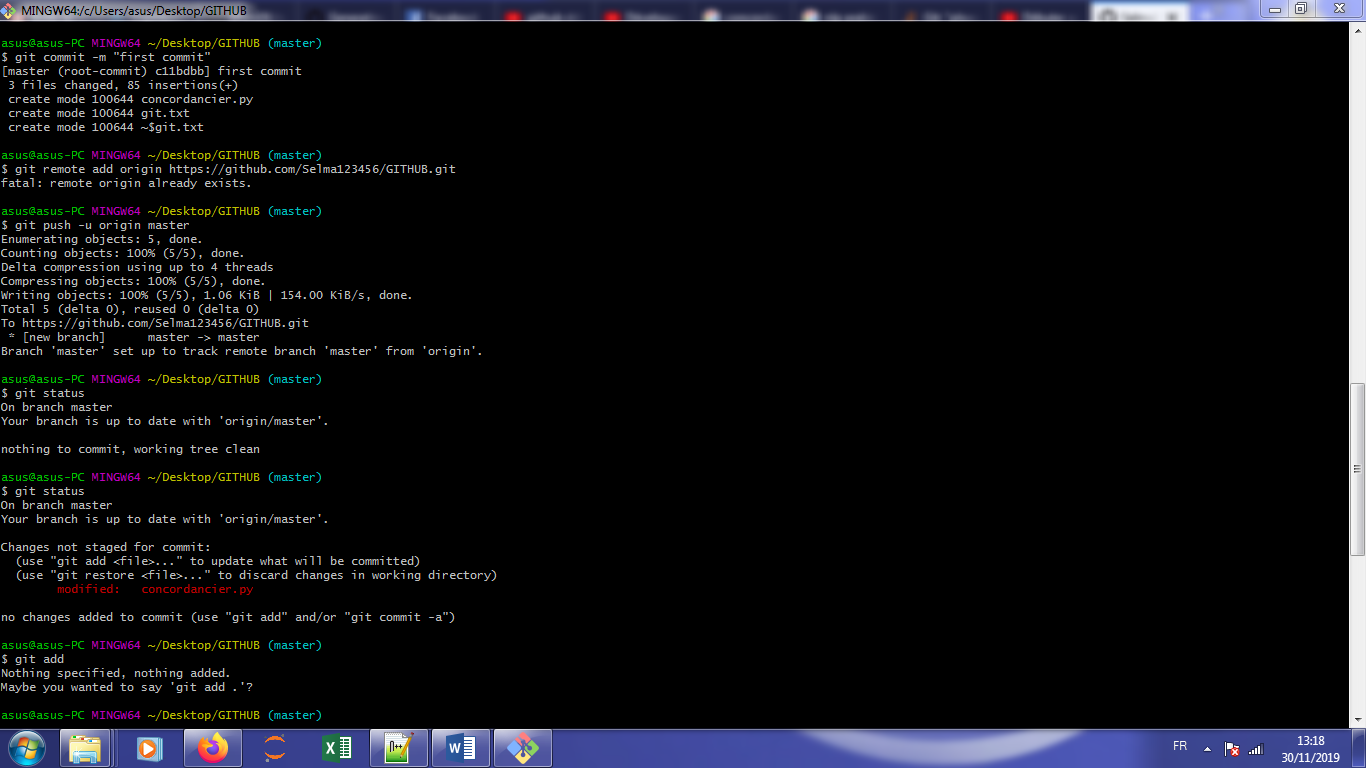 MINGW64:/c/Users/asus/Desktop/GITHUB
asus@asus-PC MINGW64 ~/Desktop/GITHUB (master)
$ git commit -m "first commit"
[master (root-commit) c11bdbb] first commit
 3 files changed, 85 insertions(+)
 create mode 100644 concordancier.py
 create mode 100644 git.txt
 create mode 100644 ~$git.txt
asus@asus-PC MINGW64 ~/Desktop/GITHUB (master)
$ git remote add origin https://github.com/Selma123456/GITHUB.git
fatal: remote origin already exists.
asus@asus-PC MINGW64 ~/Desktop/GITHUB (master)
$ git push -u origin master
Enumerating objects: 5, done.
Counting objects: 100% (5/5), done.
Delta compression using up to 4 threads
Compressing objects: 100% (5/5), done.
Writing objects: 100% (5/5), 1.06 KiB | 154.00 KiB/s, done.
Total 5 (delta 0), reused 0 (delta 0)
To https://github.com/Selma123456/GITHUB.git
 * [new branch]      master -> master
Branch 'master' set up to track remote branch 'master' from 'origin'.
asus@asus-PC MINGW64 ~/Desktop/GITHUB (master)
$ git status
On branch master
Your branch is up to date with 'origin/master'.
nothing to commit, working tree clean
asus@asus-PC MINGW64 ~/Desktop/GITHUB (master)
$ git status
On branch master
Your branch is up to date with 'origin/master'.
Changes not staged for commit:
  (use "git add <file>..." to update what will be committed)
  (use "git restore <file>..." to discard changes in working directory)
        modified:   concordancier.py
no changes added to commit (use "git add" and/or "git commit -a")
asus@asus-PC MINGW64 ~/Desktop/GITHUB (master)
$ git add
Nothing specified, nothing added.
Maybe you wanted to say 'git add .'?
asus@asus-PC MINGW64 ~/Desktop/GITHUB (master)
FR
13:18
30/11/2019